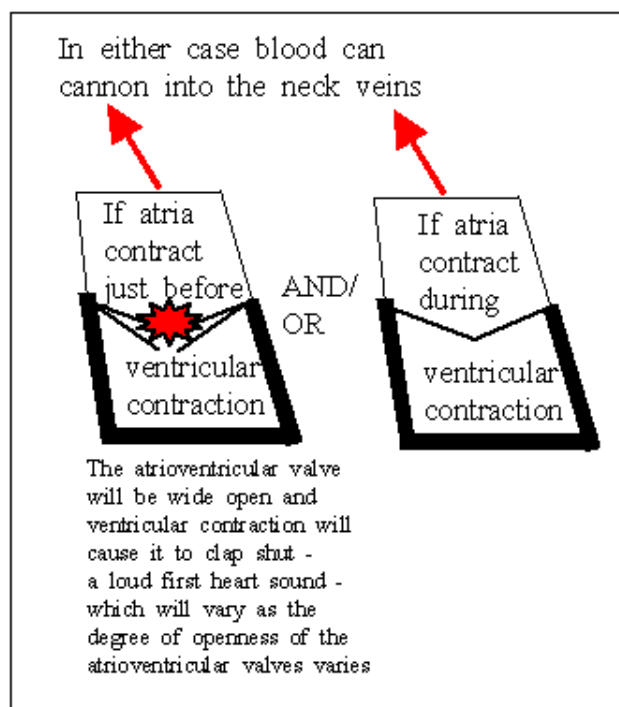 In either case blood can
cannon into the neck veins
If atria
contract
just before
ventricular
contraction
AND/
OR
If atria
contract
during
ventricular
contraction
The atrioventricular valve
will be wide open and
ventricular contraction will
cause it to clap shut -
a loud first heart sound -
which will vary as the
degree of openness of the
atrioventricular valves varies